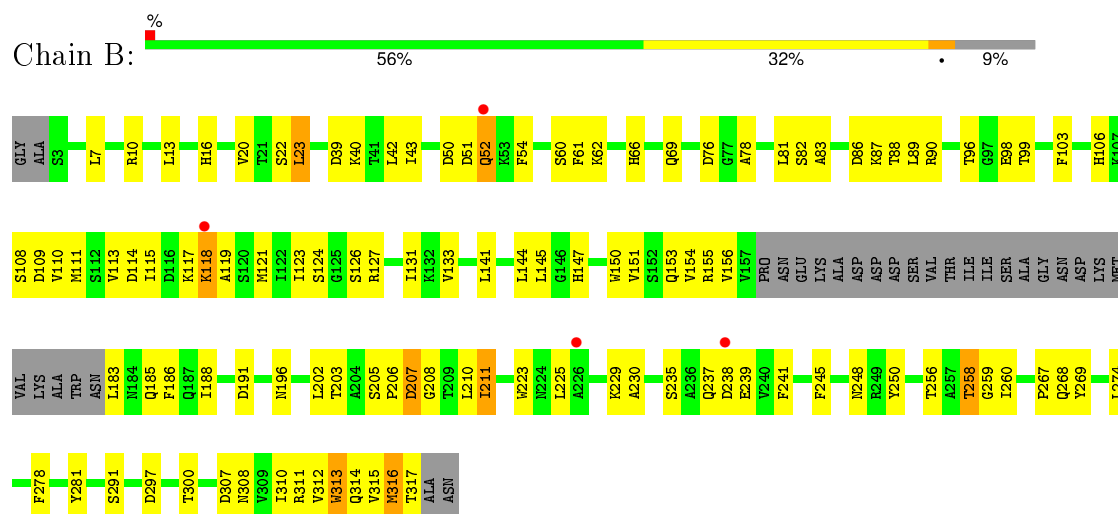 %
Chain B:
56% 32% • 9%
GLY ALA S3 L7 R10 L13 H16 V20 T21 S22 L23 D39 K40 T41 L42 I43 D50 D51 Q52 K53 F54 S60 F61 K62 H66 Q69 D76 G77 A78 L81 S82 A83 D86 K87 T88 L89 R90 T96 G97 E98 T99 F103 H106 K107
S108 D109 V110 M111 S112 V113 D114 I115 D116 K117 K118 A119 S120 M121 I122 I123 S124 G125 S126 R127 I131 K132 V133 L141 L144 L145 G146 H147 W150 V151 S152 Q153 V154 R155 V156 V157 PRO ASN GLU LYS ALA ASP ASP ASP SER VAL THR ILE ILE SER ALA GLY ASN ASP LYS MET
VAL LYS ALA TRP ASN L183 N184 Q185 F186 Q187 I188 D191 N196 L202 T203 A204 S205 P206 D207 G208 T209 L210 I211 W223 N224 L225 A226 K229 A230 S235 A236 Q237 D238 E239 V240 F241 F245 N248 R249 Y250 T256 A257 T258 G259 I260 P267 Q268 Y269
F278 Y281 S291 D297 T300 D307 N308 V309 I310 R311 V312 W313 Q314 V315 M316 T317 ALA ASN